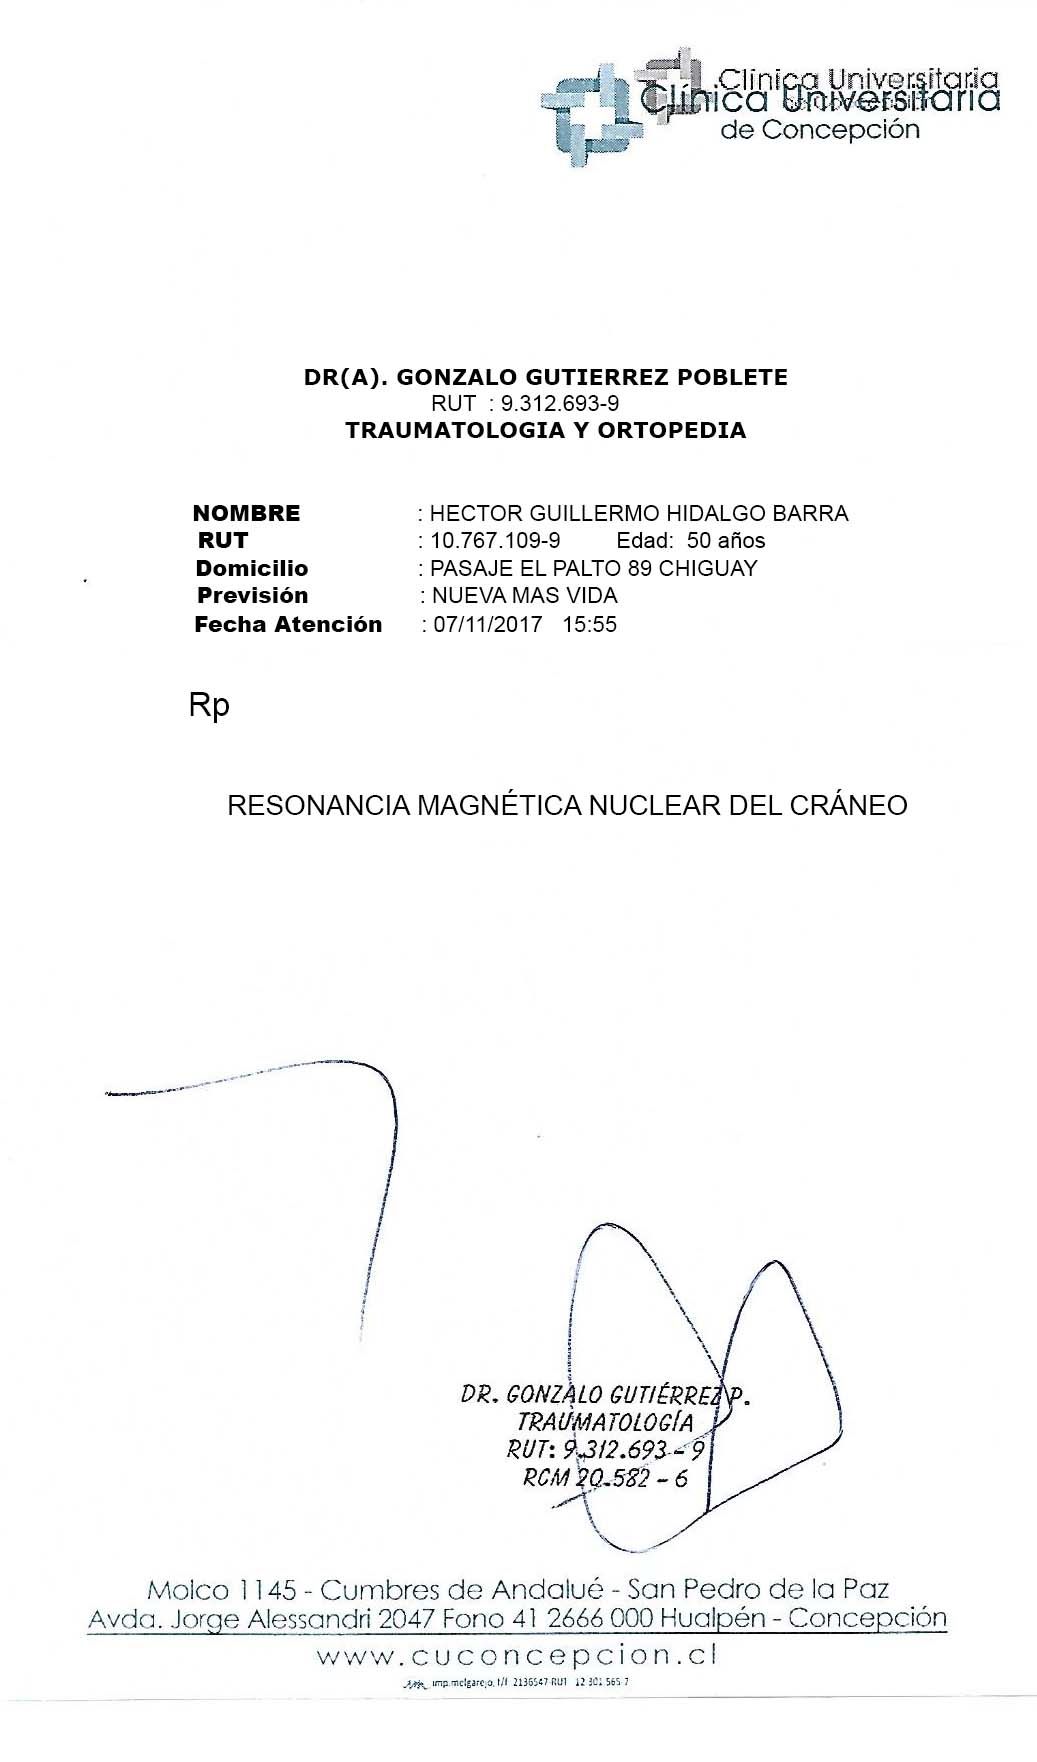 Clínica Universitaria
Clínica Universitaria
de Concepción
DR(A). GONZALO GUTIERREZ POBLETE
RUT : 9.312.693-9
TRAUMATOLOGIA Y ORTOPEDIA
NOMBRE : HECTOR GUILLERMO HIDALGO BARRA
RUT : 10.767.109-9 Edad: 50 años
Domicilio : PASAJE EL PALTO 89 CHIGUAY
Previsión : NUEVA MAS VIDA
Fecha Atención : 07/11/2017 15:55
Rp
RESONANCIA MAGNÉTICA NUCLEAR DEL CRÁNEO
DR. GONZALO GUTIÉRREZ P.
TRAUMATOLOGÍA
RUT: 9.312.693 - 9
RCM 20.582 - 6
Molco 1145 - Cumbres de Andalué - San Pedro de la Paz
Avda. Jorge Alessandri 2047 Fono 41 2666 000 Hualpén - Concepción
www.cuconcepcion.cl
imp.melgarejo, f/f 2136547 RUT 12 301 565-7